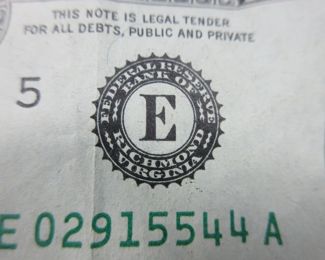 THIS NOTE IS LEGAL TENDER
FOR ALL DEBTS, PUBLIC AND PRIVATE
5
FEDERAL RESERVE
BANK OF
E
RICHMOND
VIRGINIA
E 02915544 A